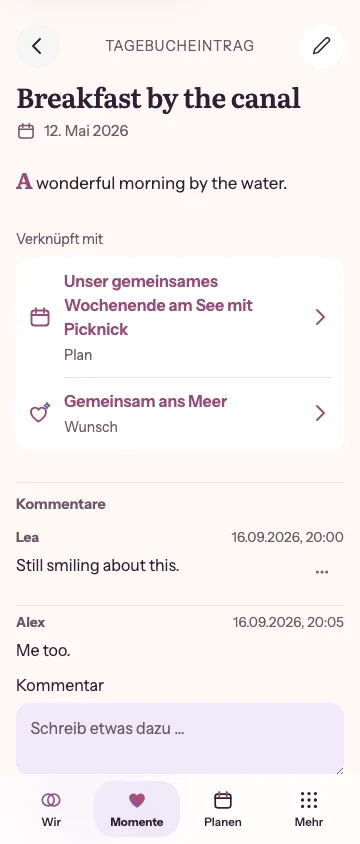 TAGEBUCHEINTRAG
Breakfast by the canal
12. Mai 2026
A wonderful morning by the water.
Verknüpft mit
Unser gemeinsames
Wochenende am See mit
Picknick
Plan
Gemeinsam ans Meer
Wunsch
Kommentare
Lea 16.09.2026, 20:00
Still smiling about this.
...
Alex 16.09.2026, 20:05
Me too.
Kommentar
Schreib etwas dazu ...
Wir Momente Planen Mehr